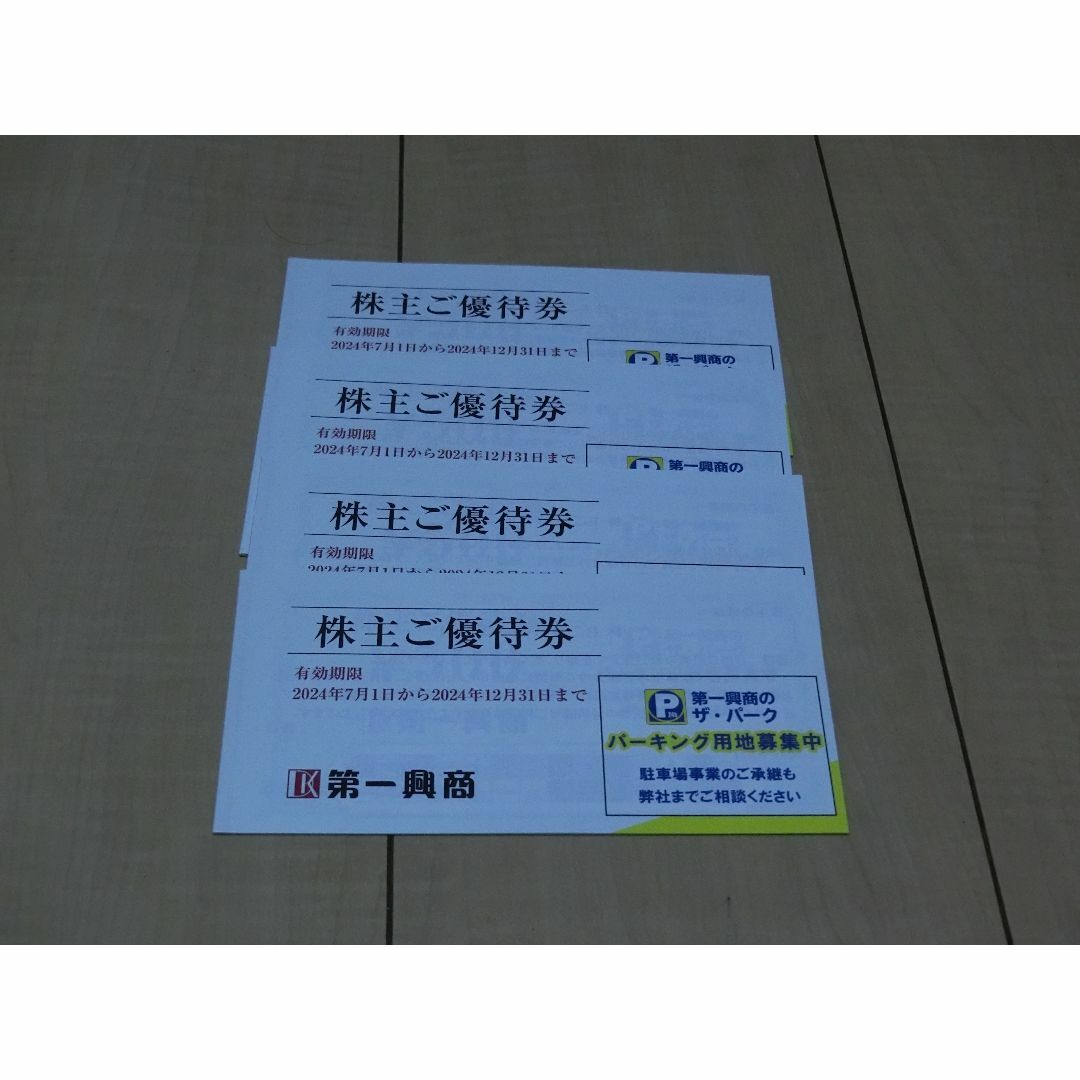 株主ご優待券
有効期限
2024年7月1日から2024年12月31日まで
第一興商の
株主ご優待券
有効期限
2024年7月1日から2024年12月31日まで
第一興商の
株主ご優待券
有効期限
株主ご優待券
有効期限
2024年7月1日から2024年12月31日まで
P
第一興商の
ザ・パーク
パーキング用地募集中
駐車場事業のご承継も
弊社までご相談ください
DK 第一興商